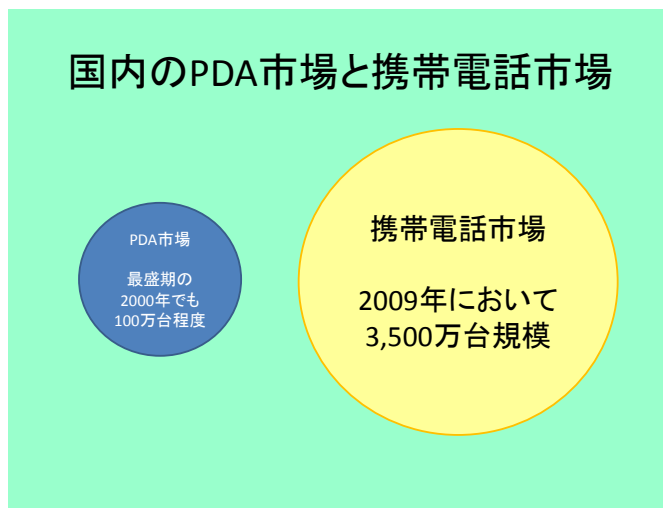 国内のPDA市場と携帯電話市場
PDA市場
最盛期の
2000年でも
100万台程度
携帯電話市場
2009年において
3,500万台規模